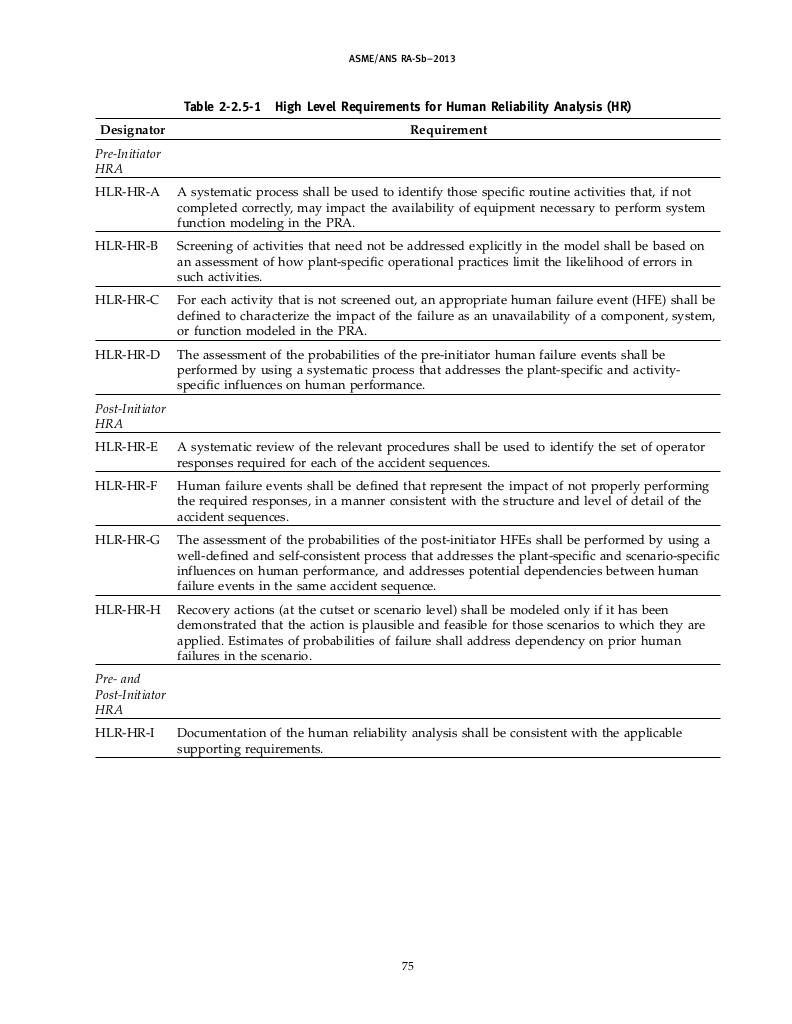 ASME/ANS RA-Sb–2013
Table 2-2.5-1 High Level Requirements for Human Reliability Analysis (HR)
Designator Requirement
Pre-Initiator
HRA
HLR-HR-A A systematic process shall be used to identify those specific routine activities that, if not
completed correctly, may impact the availability of equipment necessary to perform system
function modeling in the PRA.
HLR-HR-B Screening of activities that need not be addressed explicitly in the model shall be based on
an assessment of how plant-specific operational practices limit the likelihood of errors in
such activities.
HLR-HR-C For each activity that is not screened out, an appropriate human failure event (HFE) shall be
defined to characterize the impact of the failure as an unavailability of a component, system,
or function modeled in the PRA.
HLR-HR-D The assessment of the probabilities of the pre-initiator human failure events shall be
performed by using a systematic process that addresses the plant-specific and activity-
specific influences on human performance.
Post-Initiator
HRA
HLR-HR-E A systematic review of the relevant procedures shall be used to identify the set of operator
responses required for each of the accident sequences.
HLR-HR-F Human failure events shall be defined that represent the impact of not properly performing
the required responses, in a manner consistent with the structure and level of detail of the
accident sequences.
HLR-HR-G The assessment of the probabilities of the post-initiator HFEs shall be performed by using a
well-defined and self-consistent process that addresses the plant-specific and scenario-specific
influences on human performance, and addresses potential dependencies between human
failure events in the same accident sequence.
HLR-HR-H Recovery actions (at the cutset or scenario level) shall be modeled only if it has been
demonstrated that the action is plausible and feasible for those scenarios to which they are
applied. Estimates of probabilities of failure shall address dependency on prior human
failures in the scenario.
Pre- and
Post-Initiator
HRA
HLR-HR-I Documentation of the human reliability analysis shall be consistent with the applicable
supporting requirements.
75